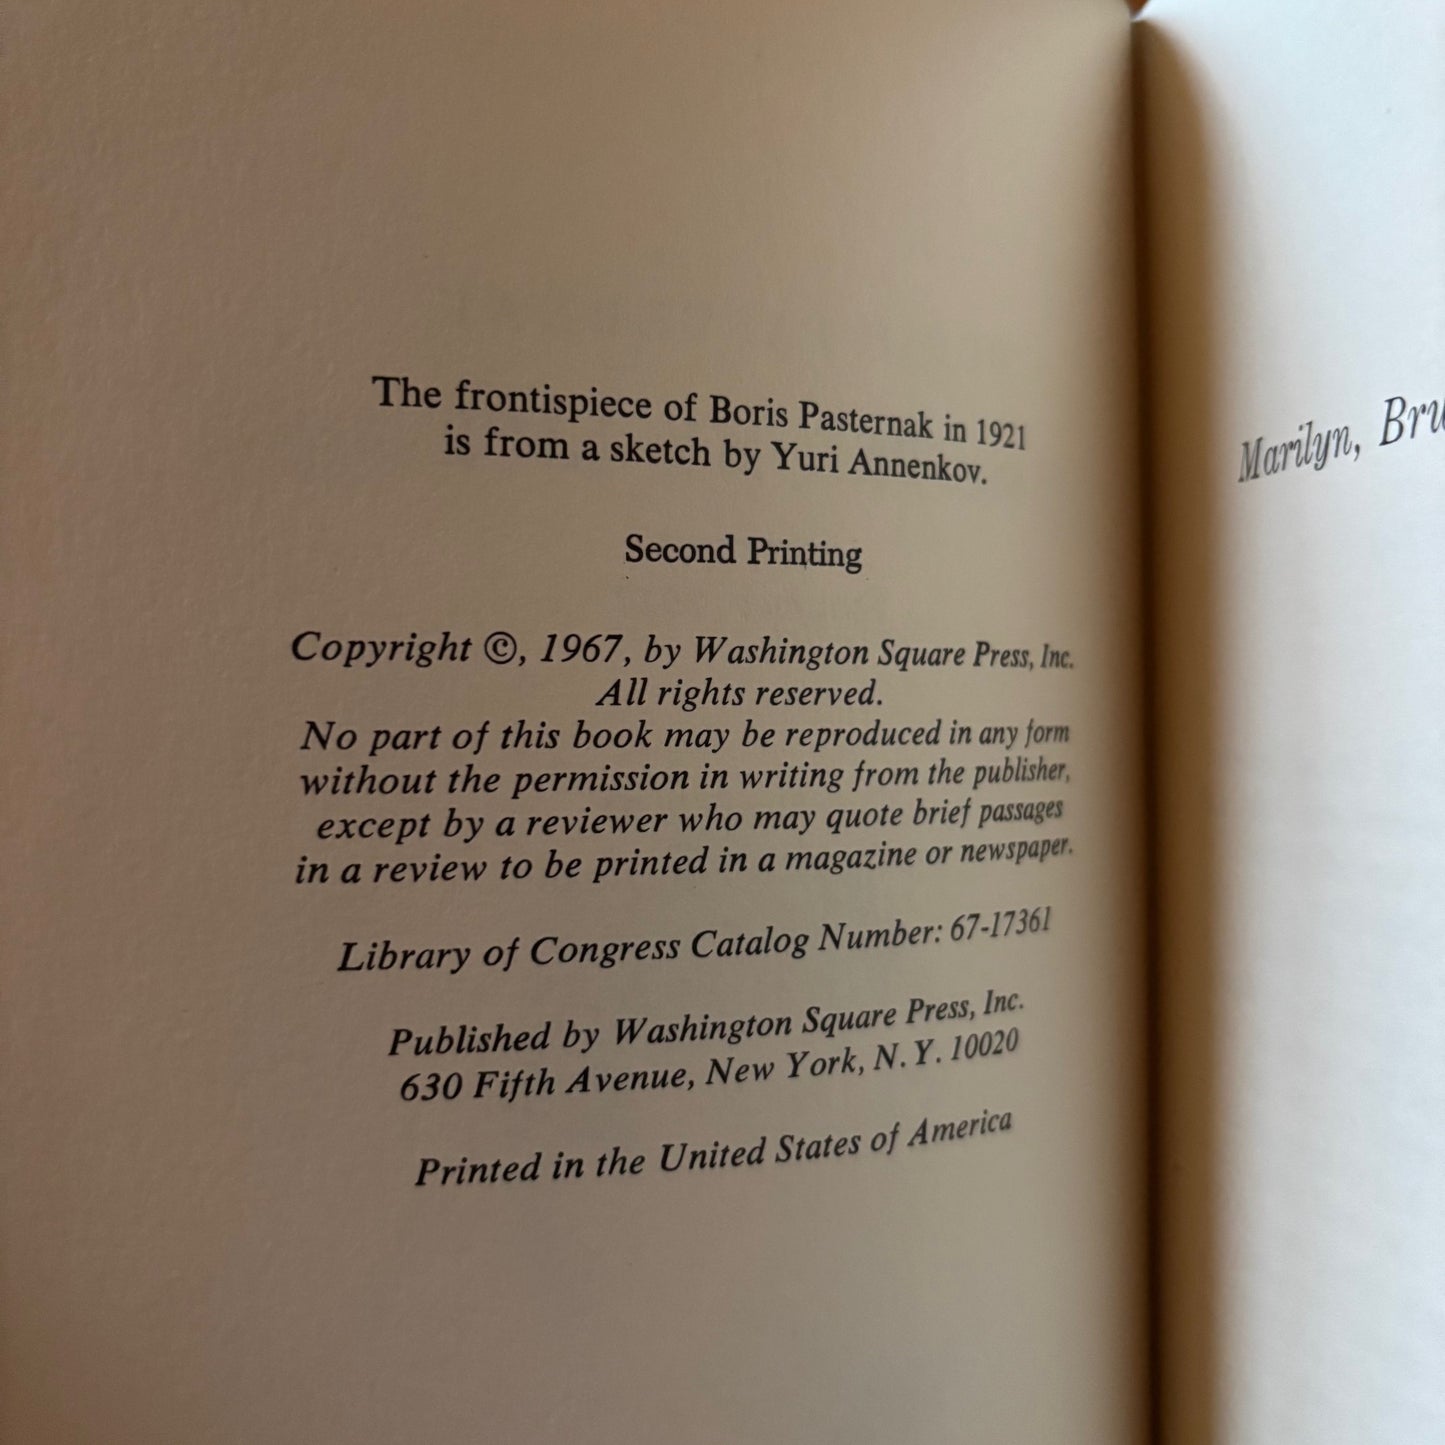 The frontispiece of Boris Pasternak in 1921
is from a sketch by Yuri Annenkov.
Second Printing
Copyright ©, 1967, by Washington Square Press, Inc.
All rights reserved.
No part of this book may be reproduced in any form
without the permission in writing from the publisher,
except by a reviewer who may quote brief passages
in a review to be printed in a magazine or newspaper.
Library of Congress Catalog Number: 67-17361
Published by Washington Square Press, Inc.
630 Fifth Avenue, New York, N. Y. 10020
Printed in the United States of America
Marilyn,